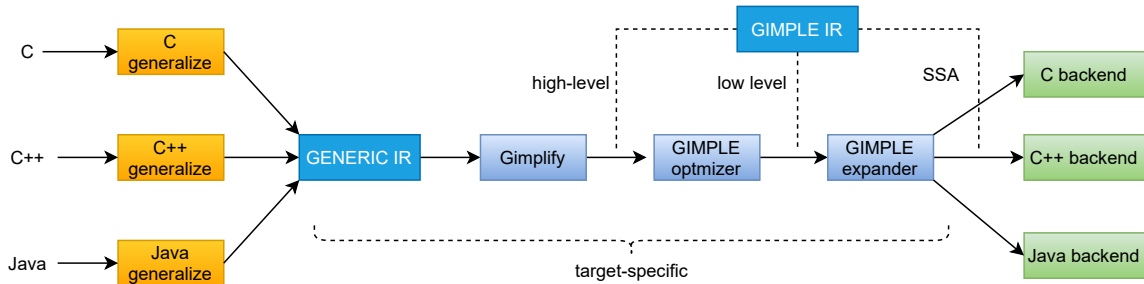 GIMPLE IR
C
C
generalize
high-level
low level
SSA
C backend
C++
C++
generalize
GENERIC IR
Gimplify
GIMPLE
optmizer
GIMPLE
expander
C++ backend
Java
Java
generalize
target-specific
Java backend